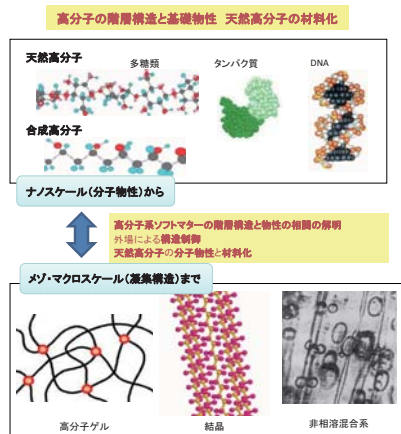 高分子の階層構造と基礎物性 天然高分子の材料化
天然高分子
多糖類
タンパク質
DNA
合成高分子
ナノスケール(分子物性)から
高分子系ソフトマターの階層構造と物性の相関の解明
外場による構造制御
天然高分子の分子物性と材料化
メゾ・マクロスケール(凝集構造)まで
高分子ゲル
結晶
非相溶混合系